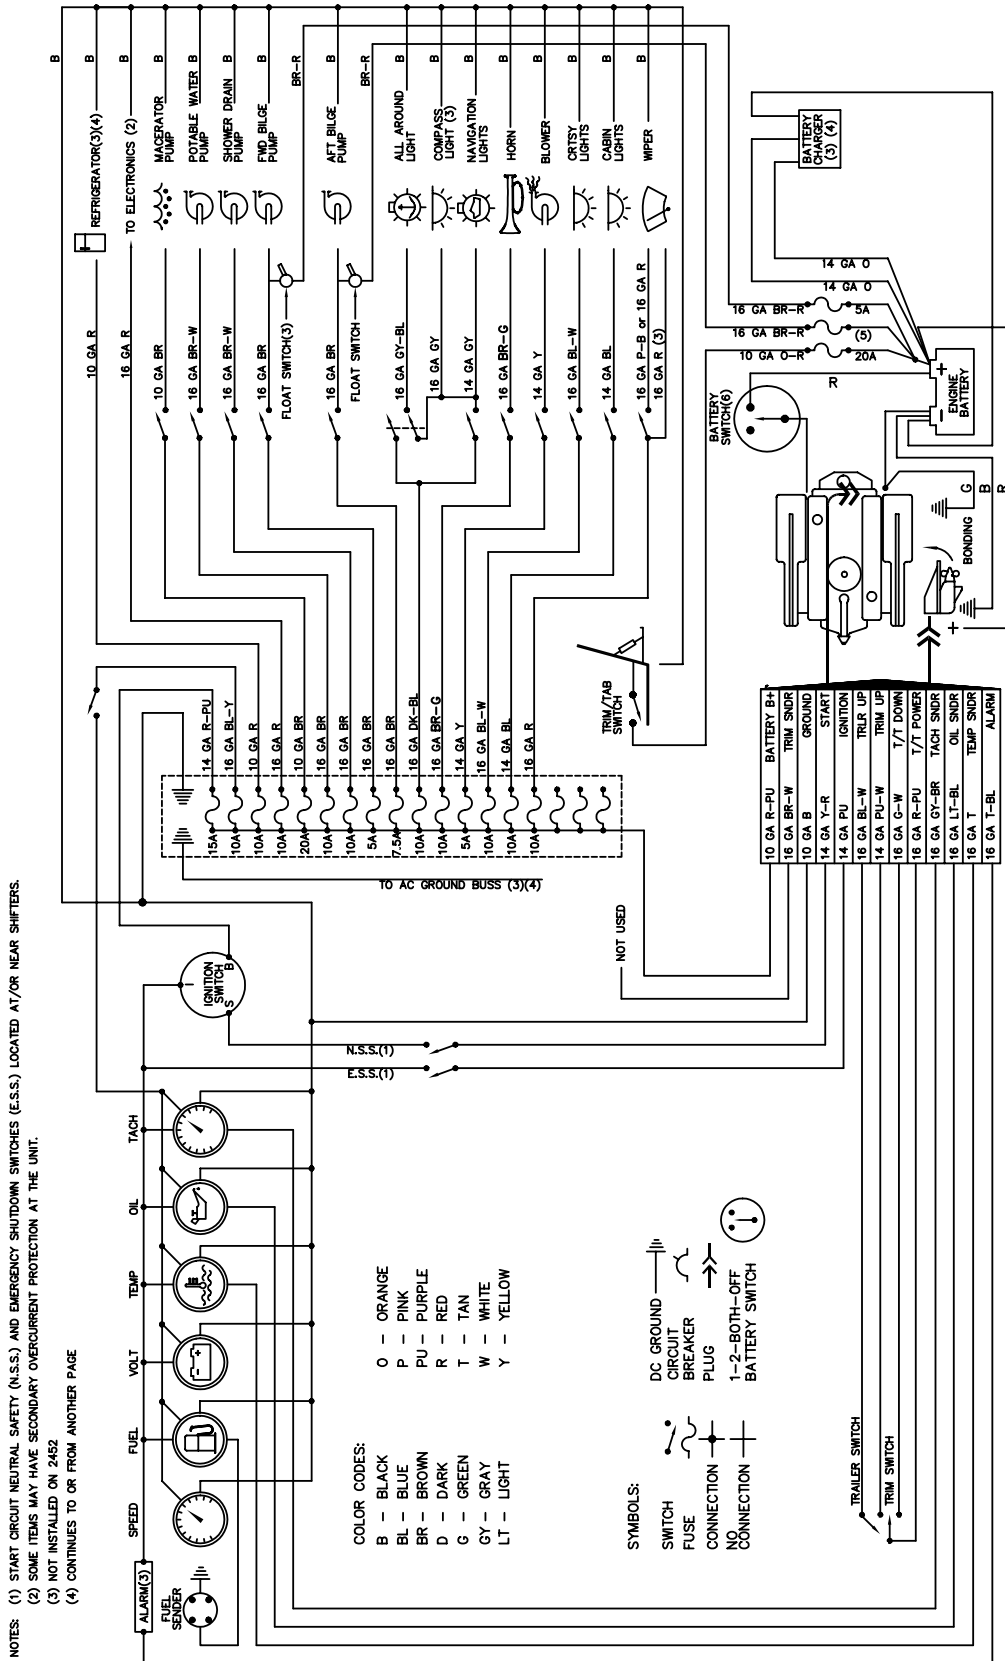 NOTES: (1) START CIRCUIT NEUTRAL SAFETY (N.S.S.) AND EMERGENCY SHUTDOWN SWITCHES (E.S.S.) LOCATED AT/OR NEAR SHIFTERS.
(2) SOME ITEMS MAY HAVE SECONDARY OVERCURRENT PROTECTION AT THE UNIT.
(3) NOT INSTALLED ON 2452
(4) CONTINUES TO OR FROM ANOTHER PAGE
ALARM(3)
FUEL
SENDER
SPEED
FUEL
VOLT
TEMP
OIL
TACH
IGNITION
SWITCH
I
S
B
N.S.S.(1)
E.S.S.(1)
TO AC GROUND BUSS (3)(4)
NOT USED
COLOR CODES:
B - BLACK
BL - BLUE
BR - BROWN
D - DARK
G - GREEN
GY - GRAY
LT - LIGHT
O - ORANGE
P - PINK
PU - PURPLE
R - RED
T - TAN
W - WHITE
Y - YELLOW
SYMBOLS:
SWITCH
FUSE
CONNECTION
NO
CONNECTION
DC GROUND
CIRCUIT
BREAKER
PLUG
1-2-BOTH-OFF
BATTERY SWITCH
TRAILER SWITCH
TRIM SWITCH
15A
10A
10A
10A
20A
10A
10A
5A
7.5A
10A
10A
5A
10A
10A
10A
14 GA R-PU
16 GA BL-Y
10 GA R
16 GA R
10 GA BR
16 GA BR
16 GA BR
16 GA BR
16 GA BR
16 GA DK-BL
16 GA BR-G
14 GA Y
16 GA BL-W
14 GA BL
16 GA R
10 GA R
16 GA R
10 GA BR
16 GA BR-W
16 GA BR-W
16 GA BR
FLOAT SWITCH(3)
16 GA BR
FLOAT SWITCH
16 GA GY-BL
16 GA GY
14 GA GY
16 GA BR-G
14 GA Y
16 GA BL-W
14 GA BL
16 GA P-B or 16 GA R
16 GA R (3)
REFRIGERATOR(3)(4)
TO ELECTRONICS (2)
MACERATOR
PUMP
POTABLE WATER
PUMP
SHOWER DRAIN
PUMP
FWD BILGE
PUMP
AFT BILGE
PUMP
ALL AROUND
LIGHT
COMPASS
LIGHT (3)
NAVIGATION
LIGHTS
HORN
BLOWER
CRTSY
LIGHTS
CABIN
LIGHTS
WIPER
B
B
B
B
B
B
B
BR-R
B
BR-R
B
B
B
B
B
B
B
B
TRIM/TAB
SWITCH
BATTERY
CHARGER
(3) (4)
14 GA O
14 GA O
16 GA BR-R
5A
16 GA BR-R
(5)
10 GA O-R
20A
R
BATTERY
SWITCH(6)
+
-
ENGINE
BATTERY
G
B
R
BONDING
+
10 GA R-PU BATTERY B+
16 GA BR-W TRIM SNDR
10 GA B GROUND
14 GA Y-R START
14 GA PU IGNITION
16 GA BL-W TRLR UP
14 GA PU-W TRIM UP
16 GA G-W T/T DOWN
16 GA R-PU T/T POWER
16 GA GY-BR TACH SNDR
16 GA LT-BL OIL SNDR
16 GA T TEMP SNDR
16 GA T-BL ALARM